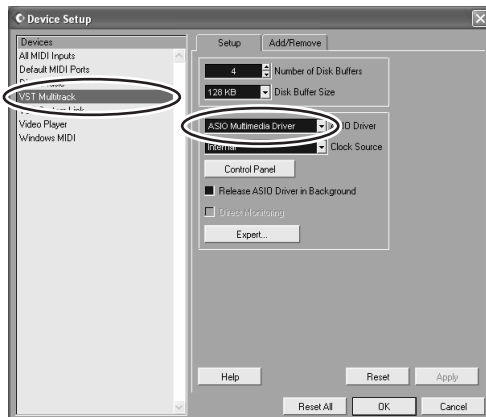 Device Setup
Devices
All MIDI Inputs
Default MIDI Ports
VST Multitrack
Video Player
Windows MIDI
Setup
Add/Remove
4
Number of Disk Buffers
128 KB
Disk Buffer Size
ASIO Multimedia Driver
Driver
Internal
Clock Source
Control Panel
Release ASIO Driver in Background
Direct Monitoring
Expert...
Help
Reset
Apply
Reset All
OK
Cancel